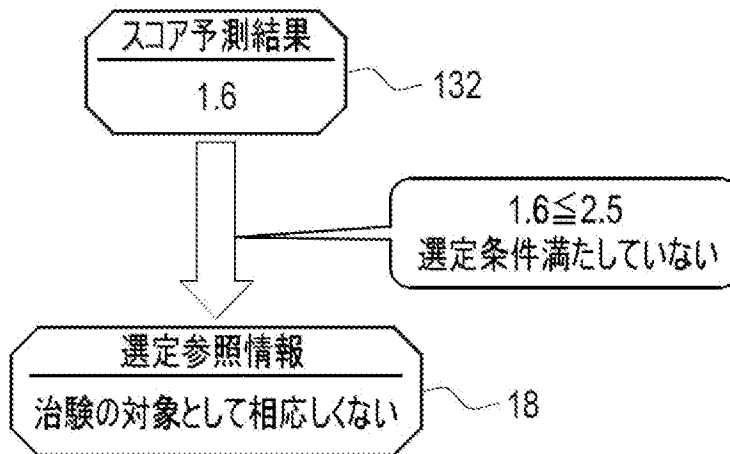 スコア予測結果
1.6
132
1.6≦2.5
選定条件満たしていない
選定参照情報
治験の対象として相応しくない
18